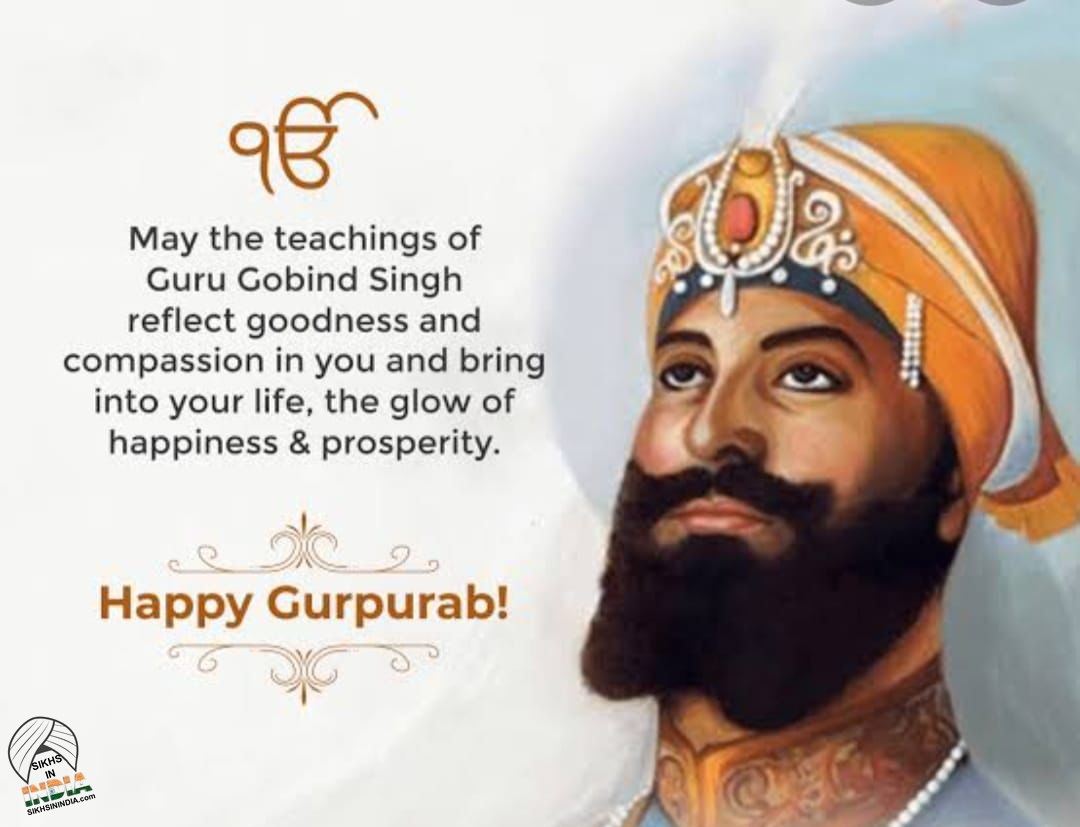 ੴ
May the teachings of
Guru Gobind Singh
reflect goodness and
compassion in you and bring
into your life, the glow of
happiness & prosperity.
Happy Gurpurab!
SIKHS
IN
INDIA
SIKHSININDIA.com